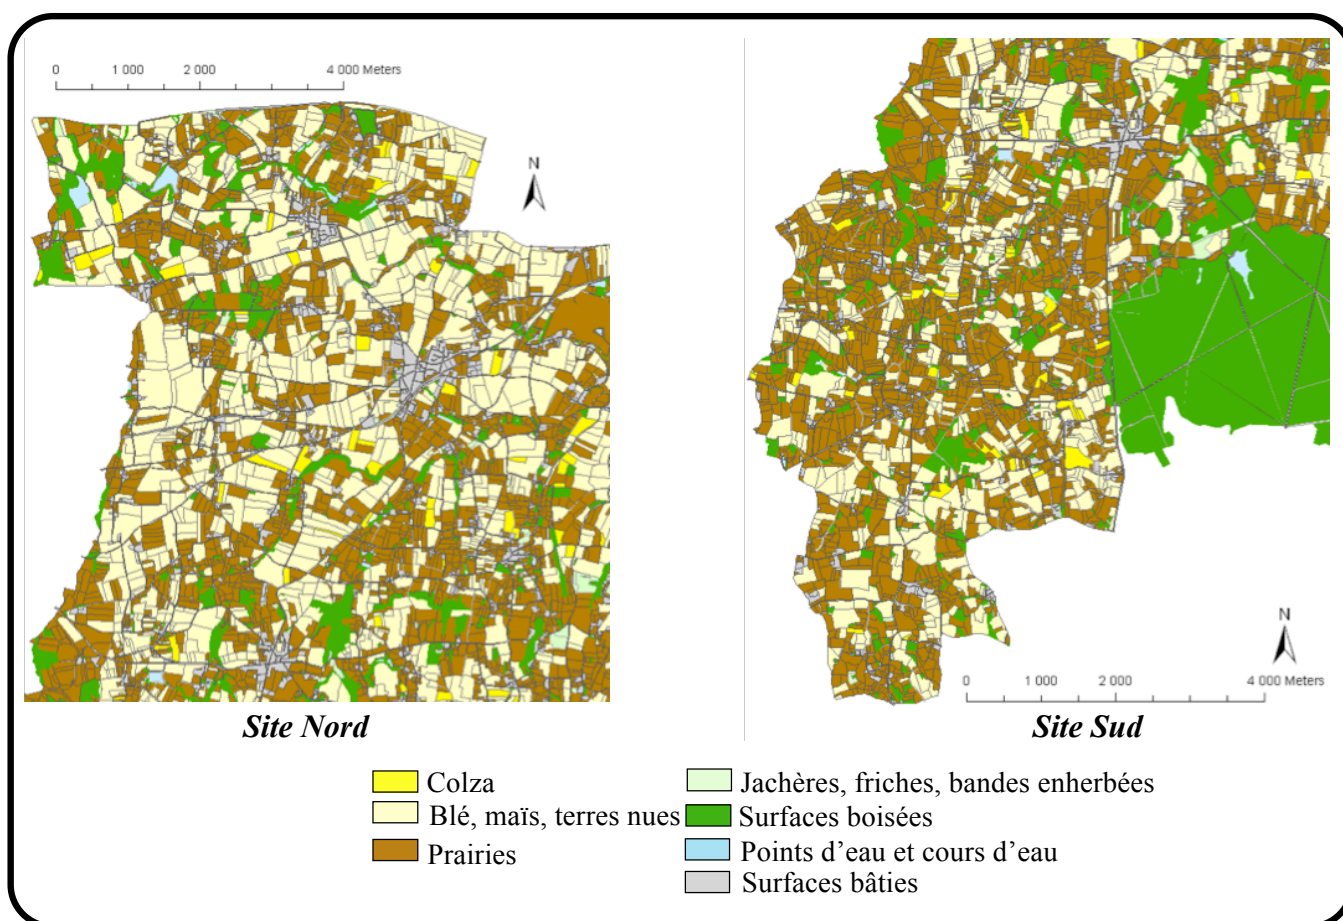 0 1 000 2 000 4 000 Meters
N
Site Nord
N
0 1 000 2 000 4 000 Meters
Site Sud
Colza
Blé, maïs, terres nues
Prairies
Jachères, friches, bandes enherbées
Surfaces boisées
Points d'eau et cours d'eau
Surfaces bâties